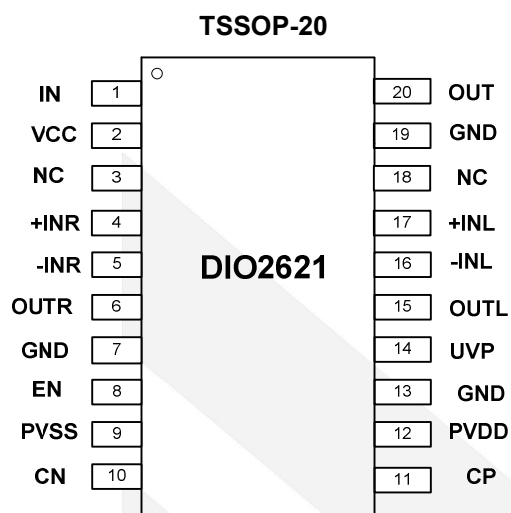 TSSOP-20
IN 1 20 OUT
VCC 2 19 GND
NC 3 18 NC
+INR 4 17 +INL
-INR 5 16 -INL
DIO2621
OUTR 6 15 OUTL
GND 7 14 UVP
EN 8 13 GND
PVSS 9 12 PVDD
CN 10 11 CP